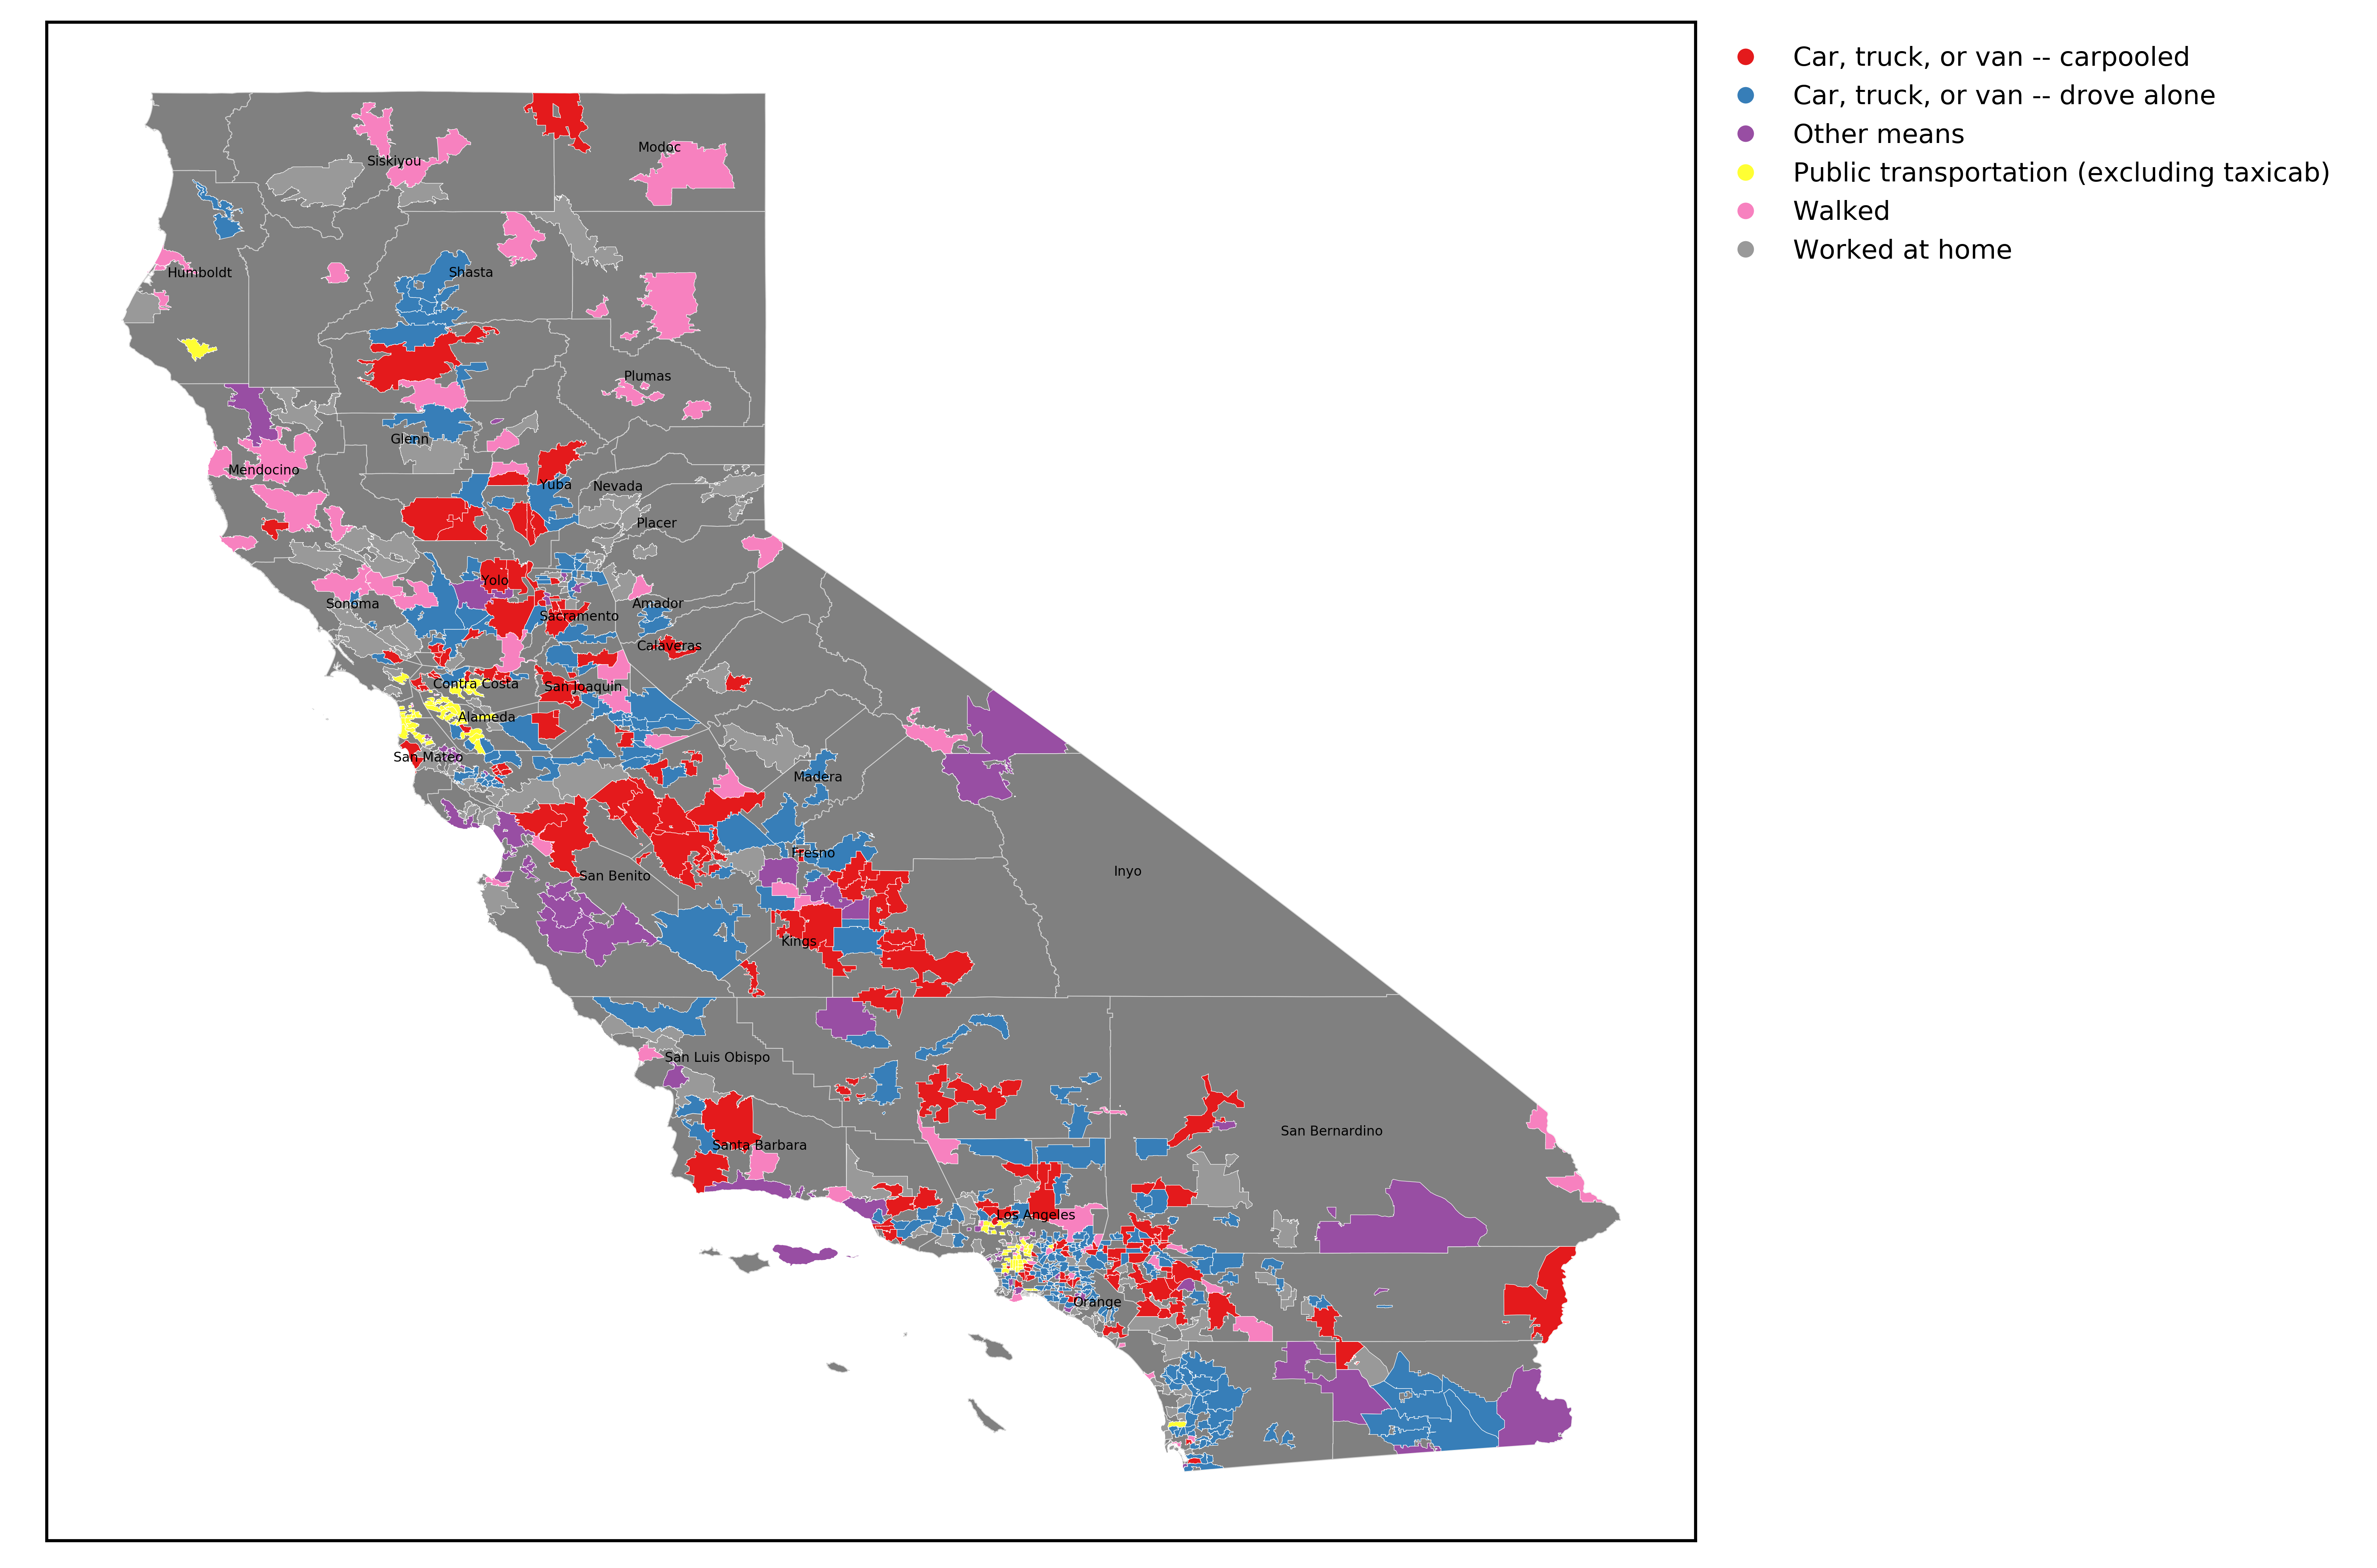 Car, truck, or van -- carpooled
Car, truck, or van -- drove alone
Other means
Public transportation (excluding taxicab)
Walked
Worked at home
Modoc
Siskiyou
Humboldt
Shasta
Plumas
Glenn
Mendocino
Yuba
Nevada
Placer
Yolo
Sonoma
Amador
Sacramento
Calaveras
Contra Costa
San Joaquin
Alameda
San Mateo
Madera
Fresno
Inyo
San Benito
Kings
San Luis Obispo
San Bernardino
Santa Barbara
Los Angeles
Orange